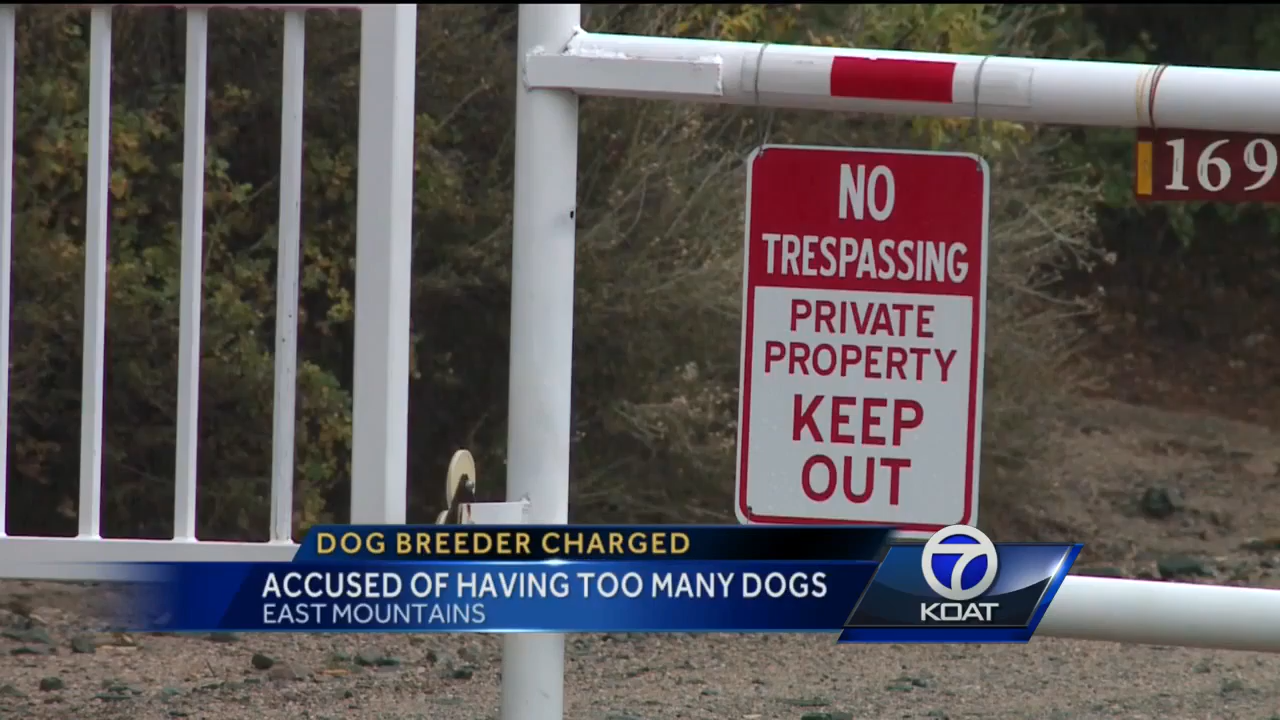 NO
TRESPASSING
PRIVATE
PROPERTY
KEEP
OUT
169
DOG BREEDER CHARGED
ACCUSED OF HAVING TOO MANY DOGS
EAST MOUNTAINS
7
KOAT